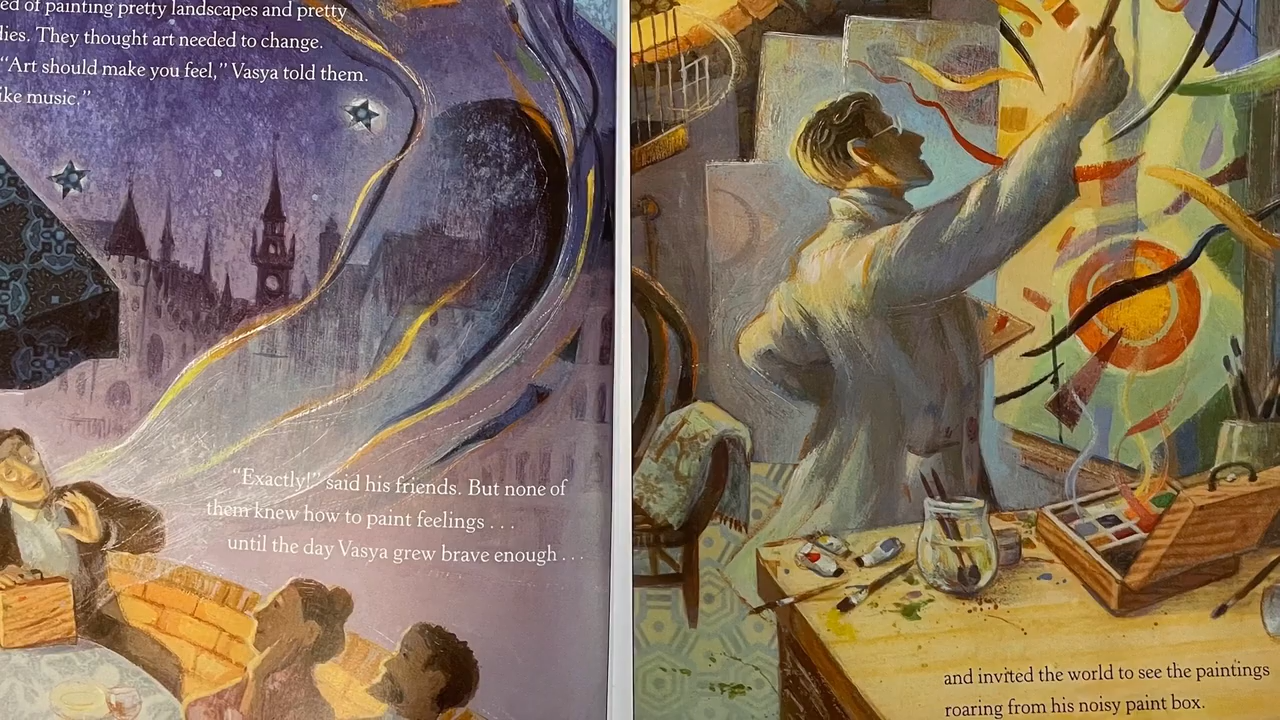 ed of painting pretty landscapes and pretty
dies. They thought art needed to change.
“Art should make you feel,” Vasya told them.
ike music.”
“Exactly!” said his friends. But none of
them knew how to paint feelings . . .
until the day Vasya grew brave enough . . .
and invited the world to see the paintings
roaring from his noisy paint box.